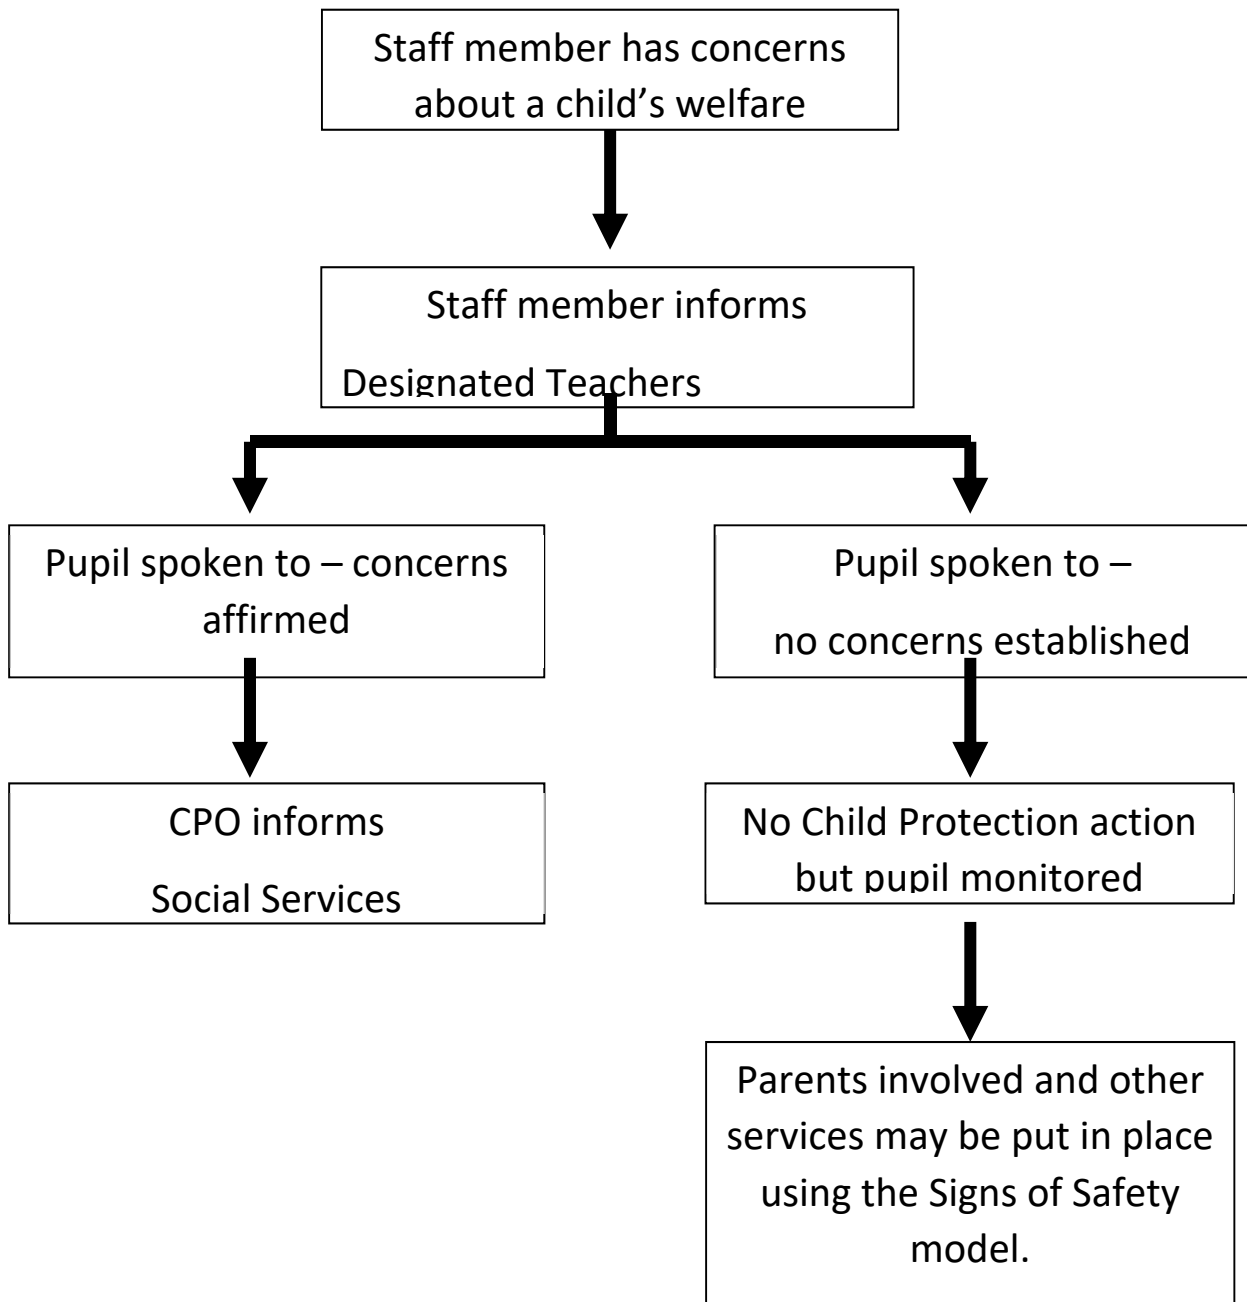 Staff member has concerns
about a child’s welfare
Staff member informs
Designated Teachers
Pupil spoken to – concerns
affirmed
Pupil spoken to –
no concerns established
CPO informs
Social Services
No Child Protection action
but pupil monitored
Parents involved and other
services may be put in place
using the Signs of Safety
model.